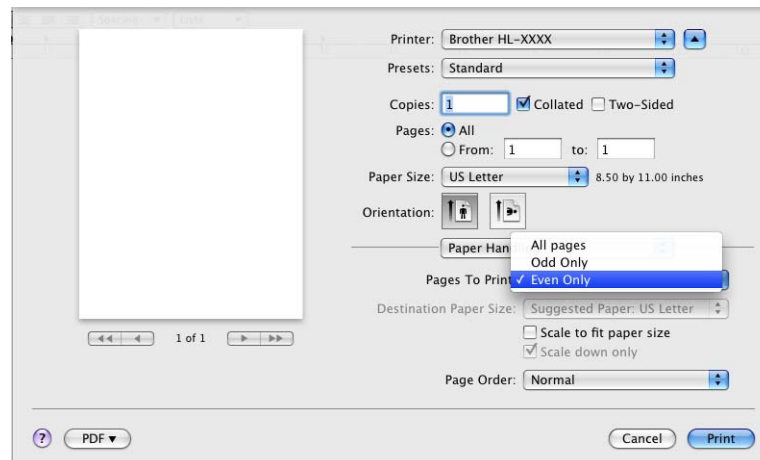 Printer: Brother HL-XXXX
Presets: Standard
Copies: 1 Collated Two-Sided
Pages: All
From: 1 to: 1
Paper Size: US Letter 8.50 by 11.00 inches
Orientation:
Paper Han
All pages
Odd Only
Pages To Print ✓ Even Only
Destination Paper Size: Suggested Paper: US Letter
Scale to fit paper size
1 of 1
Scale down only
Page Order: Normal
? PDF▼ Cancel Print